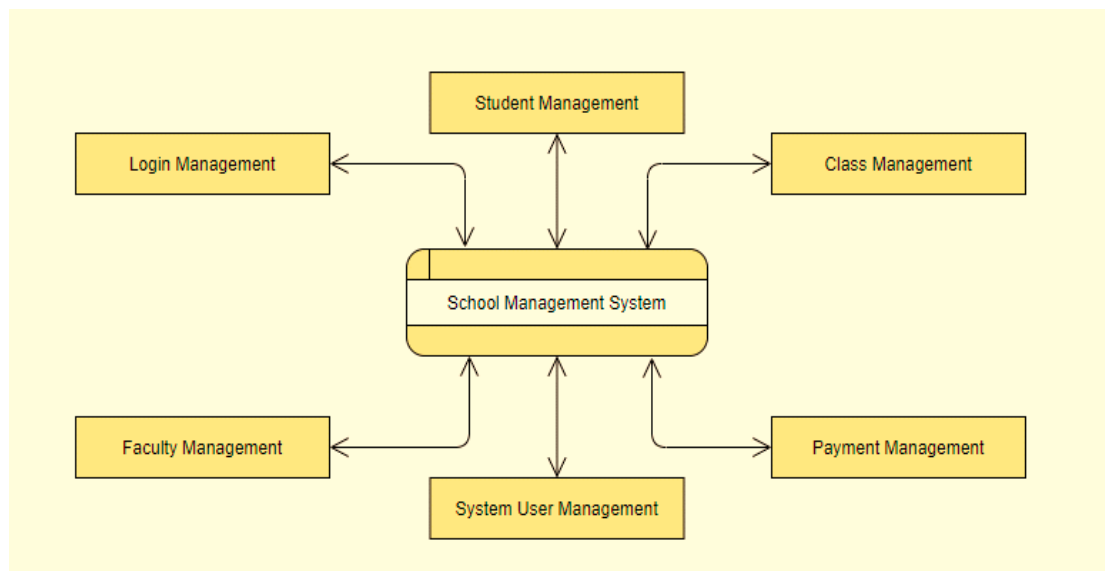 Student Management
Login Management
Class Management
School Management System
Faculty Management
Payment Management
System User Management